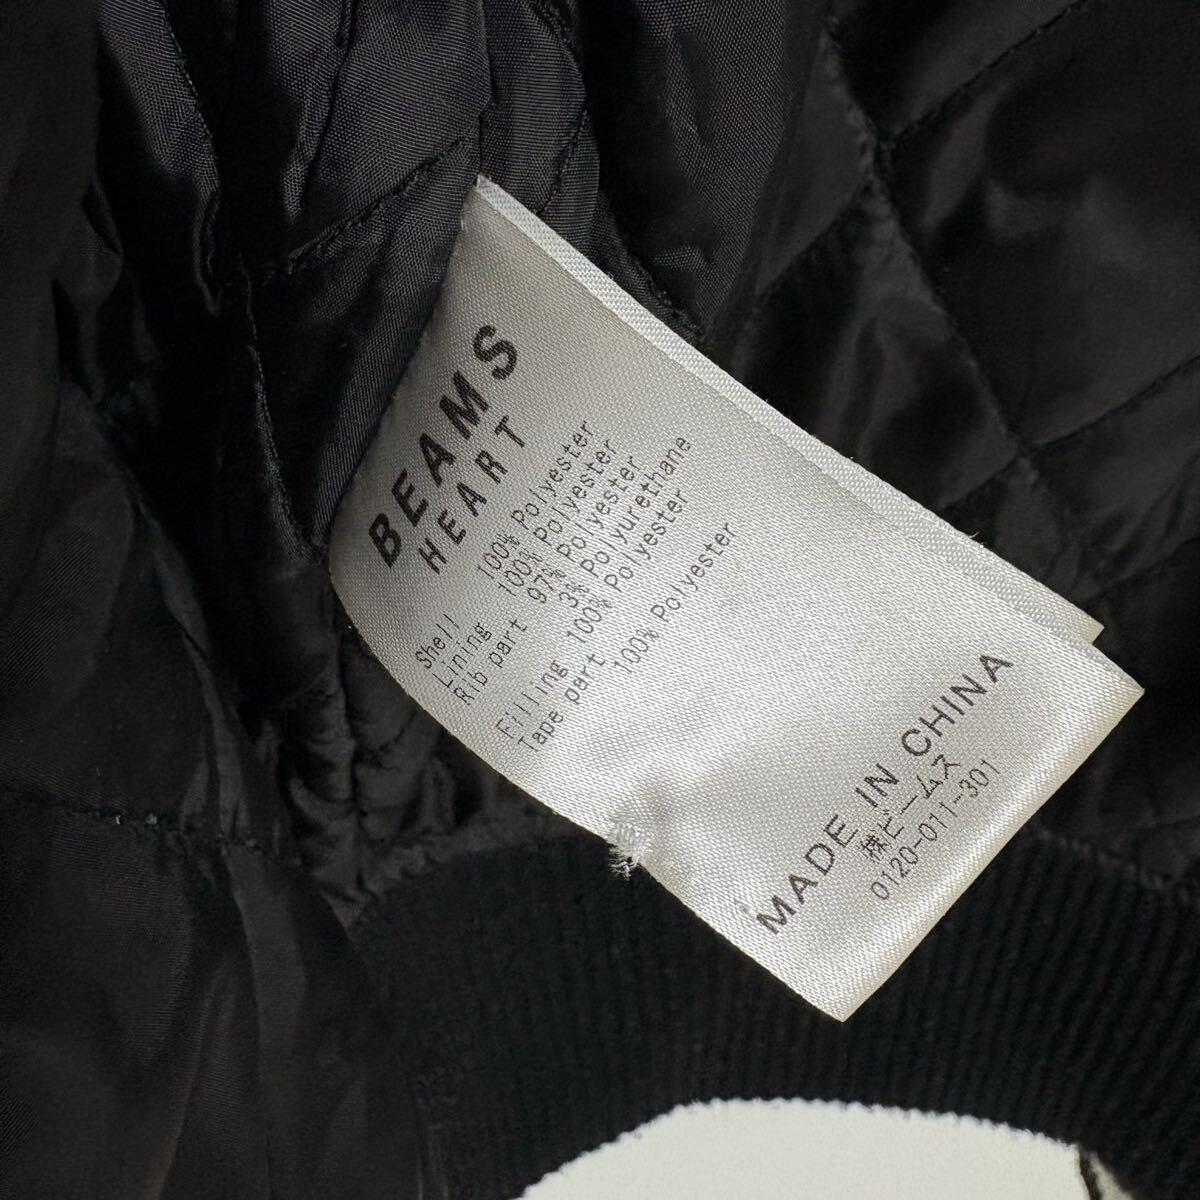 BEAMS
HEART
Shell 100% Polyester
Lining 100% Polyester
Rib part 97% Polyester
3% Polyurethane
Filling 100% Polyester
Tape part 100% Polyester
MADE IN CHINA
㈱ビームス
0120-011-301